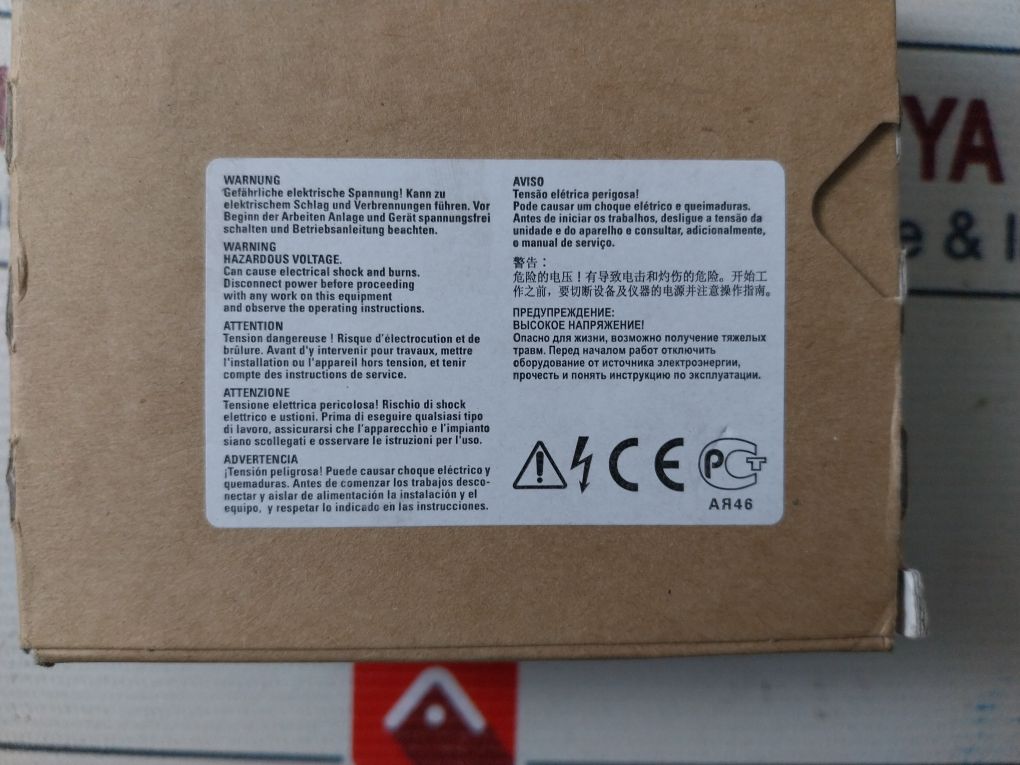 WARNUNG
Gefährliche elektrische Spannung! Kann zu
elektrischem Schlag und Verbrennungen führen. Vor
Beginn der Arbeiten Anlage und Gerät spannungsfrei
schalten und Betriebsanleitung beachten.
WARNING
HAZARDOUS VOLTAGE.
Can cause electrical shock and burns.
Disconnect power before proceeding
with any work on this equipment
and observe the operating instructions.
ATTENTION
Tension dangereuse ! Risque d'électrocution et de
brûlure. Avant d'y intervenir pour travaux, mettre
l'installation ou l'appareil hors tension, et tenir
compte des instructions de service.
ATTENZIONE
Tensione elettrica pericolosa! Rischio di shock
elettrico e ustioni. Prima di eseguire qualsiasi tipo
di lavoro, assicurarsi che l'apparecchio e l'impianto
siano scollegati e osservare le istruzioni per l'uso.
ADVERTENCIA
¡Tensión peligrosa! Puede causar choque eléctrico y
quemaduras. Antes de comenzar los trabajos desco-
nectar y aislar de alimentación la instalación y el
equipo, y respetar lo indicado en las instrucciones.
AVISO
Tensão elétrica perigosa!
Pode causar um choque elétrico e queimaduras.
Antes de iniciar os trabalhos, desligue a tensão da
unidade e do aparelho e consultar, adicionalmente,
o manual de serviço.
警告：
危险的电压！有导致电击和灼伤的危险。开始工
作之前，要切断设备及仪器的电源并注意操作指南。
ПРЕДУПРЕЖДЕНИЕ:
ВЫСОКОЕ НАПРЯЖЕНИЕ!
Опасно для жизни, возможно получение тяжелых
травм. Перед началом работ отключить
оборудование от источника электроэнергии,
прочесть и понять инструкцию по эксплуатации.
CE РСТ
АЯ46
YA
e & I